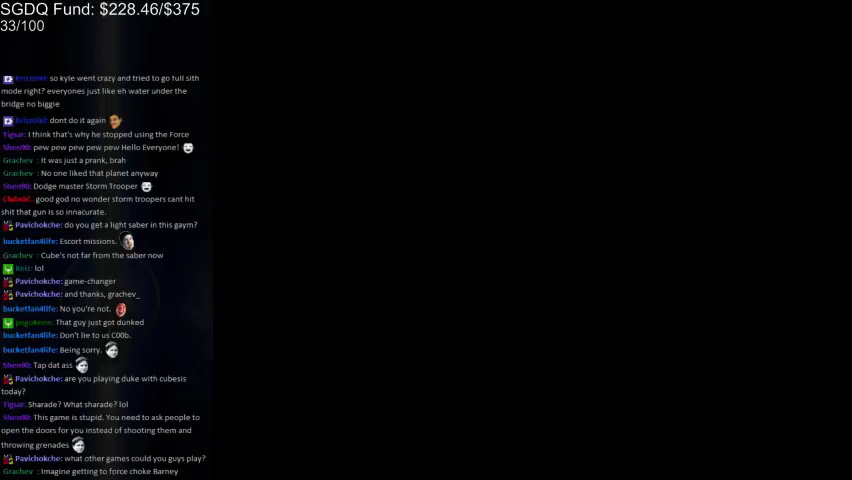 SGDQ Fund: $228.46/$375
33/100
brizzolxl: so kyle went crazy and tried to go full sith
mode right? everyones just like eh water under the
bridge no biggie
brizzolxl: dont do it again
Tigsar: I think that's why he stopped using the Force
Shen90: pew pew pew pew pew Hello Everyone!
Grachev_: It was just a prank, brah
Grachev_: No one liked that planet anyway
Shen90: Dodge master Storm Trooper
good god no wonder storm troopers cant hit
shit that gun is so innacurate.
Pavichokche: do you get a light saber in this gaym?
bucketfan4life: Escort missions.
Grachev_: Cube's not far from the saber now
Xeiz: lol
Pavichokche: game-changer
Pavichokche: and thanks, grachev_
bucketfan4life: No you're not.
That guy just got dunked
bucketfan4life: Don't lie to us C00b.
bucketfan4life: Being sorry.
Shen90: Tap dat ass
Pavichokche: are you playing duke with cubesis
today?
Tigsar: Sharade? What sharade? lol
Shen90: This game is stupid. You need to ask people to
open the doors for you instead of shooting them and
throwing grenades
Pavichokche: what other games could you guys play?
Grachev_: Imagine getting to force choke Barney